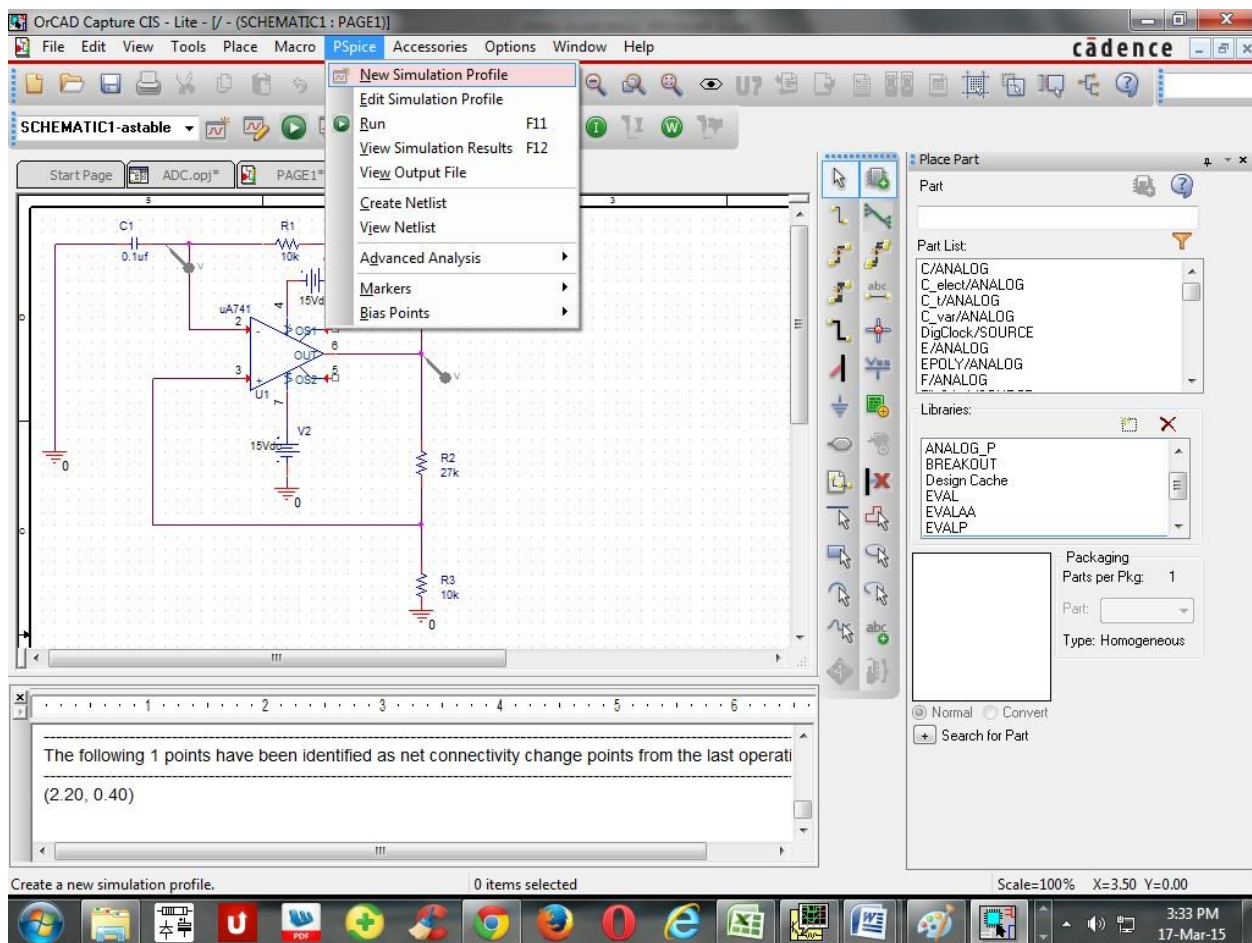 OrCAD Capture CIS - Lite - [/ - (SCHEMATIC1 : PAGE1)]
File Edit View Tools Place Macro PSpice Accessories Options Window Help
cādence
U?
SCHEMATIC1-astable
I
W
New Simulation Profile
Edit Simulation Profile
Run F11
View Simulation Results F12
View Output File
Create Netlist
View Netlist
Advanced Analysis
Markers
Bias Points
Start Page
ADC.opj*
PAGE1*
5
3
C1
0.1uf
V
R1
10k
15Vd
uA741
2
-
4
OS1
OUT
6
3
+
OS2
5
U1
7
V
V2
15Vdc
0
0
R2
27k
R3
10k
0
abc
abc
Place Part
Part
Part List:
C/ANALOG
C_elect/ANALOG
C_t/ANALOG
C_var/ANALOG
DigClock/SOURCE
E/ANALOG
EPOLY/ANALOG
F/ANALOG
Libraries:
ANALOG_P
BREAKOUT
Design Cache
EVAL
EVALAA
EVALP
Packaging
Parts per Pkg: 1
Part:
Type: Homogeneous
Normal Convert
+ Search for Part
1 2 3 4 5 6
The following 1 points have been identified as net connectivity change points from the last operati
(2.20, 0.40)
Create a new simulation profile.
0 items selected
Scale=100% X=3.50 Y=0.00
PDF
3:33 PM
17-Mar-15